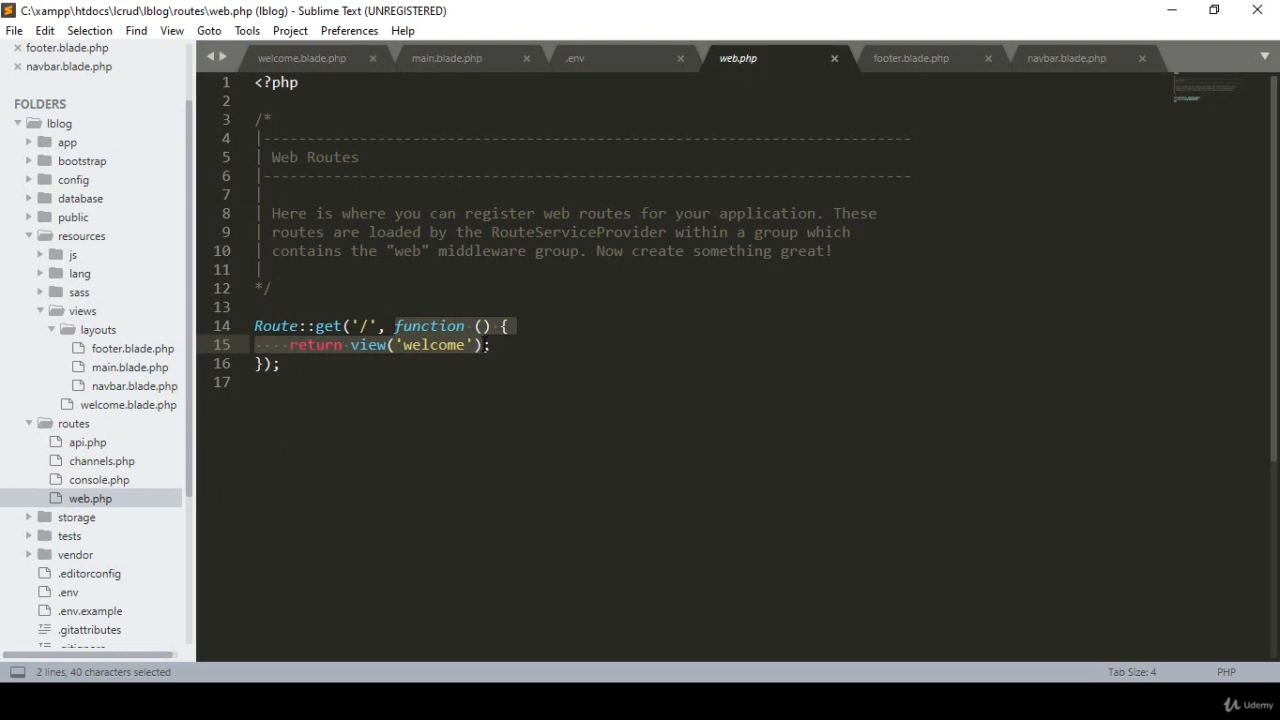 C:\xampp\htdocs\lcrud\lblog\routes\web.php (lblog) - Sublime Text (UNREGISTERED)
File Edit Selection Find View Goto Tools Project Preferences Help
footer.blade.php
navbar.blade.php
welcome.blade.php main.blade.php .env web.php footer.blade.php navbar.blade.php
FOLDERS
lblog
app
bootstrap
config
database
public
resources
js
lang
sass
views
layouts
footer.blade.php
main.blade.php
navbar.blade.php
welcome.blade.php
routes
api.php
channels.php
console.php
web.php
storage
tests
vendor
.editorconfig
.env
.env.example
.gitattributes
.gitignore
1 <?php
2
3 /*
4 |--------------------------------------------------------------------------
5 | Web Routes
6 |--------------------------------------------------------------------------
7 |
8 | Here is where you can register web routes for your application. These
9 | routes are loaded by the RouteServiceProvider within a group which
10 | contains the "web" middleware group. Now create something great!
11 |
12 */
13
14 Route::get('/', function () {
15     return view('welcome');
16 });
17
2 lines, 40 characters selected Tab Size: 4 PHP
Udemy